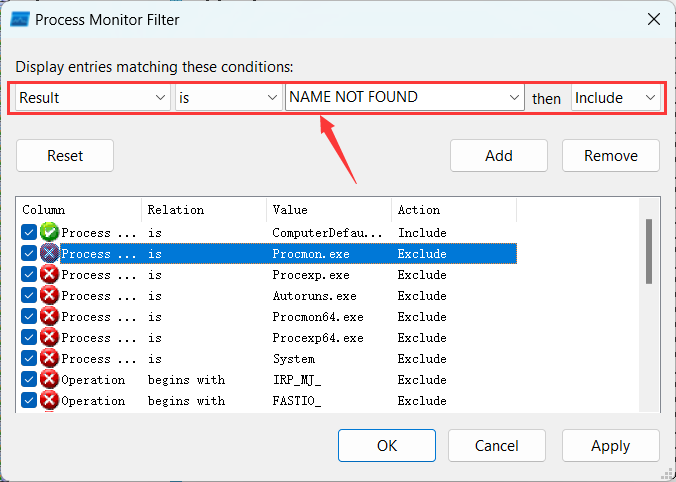 Process Monitor Filter
Display entries matching these conditions:
Result is NAME NOT FOUND then Include
Reset Add Remove
Column Relation Value Action
Process ... is ComputerDefau... Include
Process ... is Procmon.exe Exclude
Process ... is Procexp.exe Exclude
Process ... is Autoruns.exe Exclude
Process ... is Procmon64.exe Exclude
Process ... is Procexp64.exe Exclude
Process ... is System Exclude
Operation begins with IRP_MJ_ Exclude
Operation begins with FASTIO_ Exclude
OK Cancel Apply